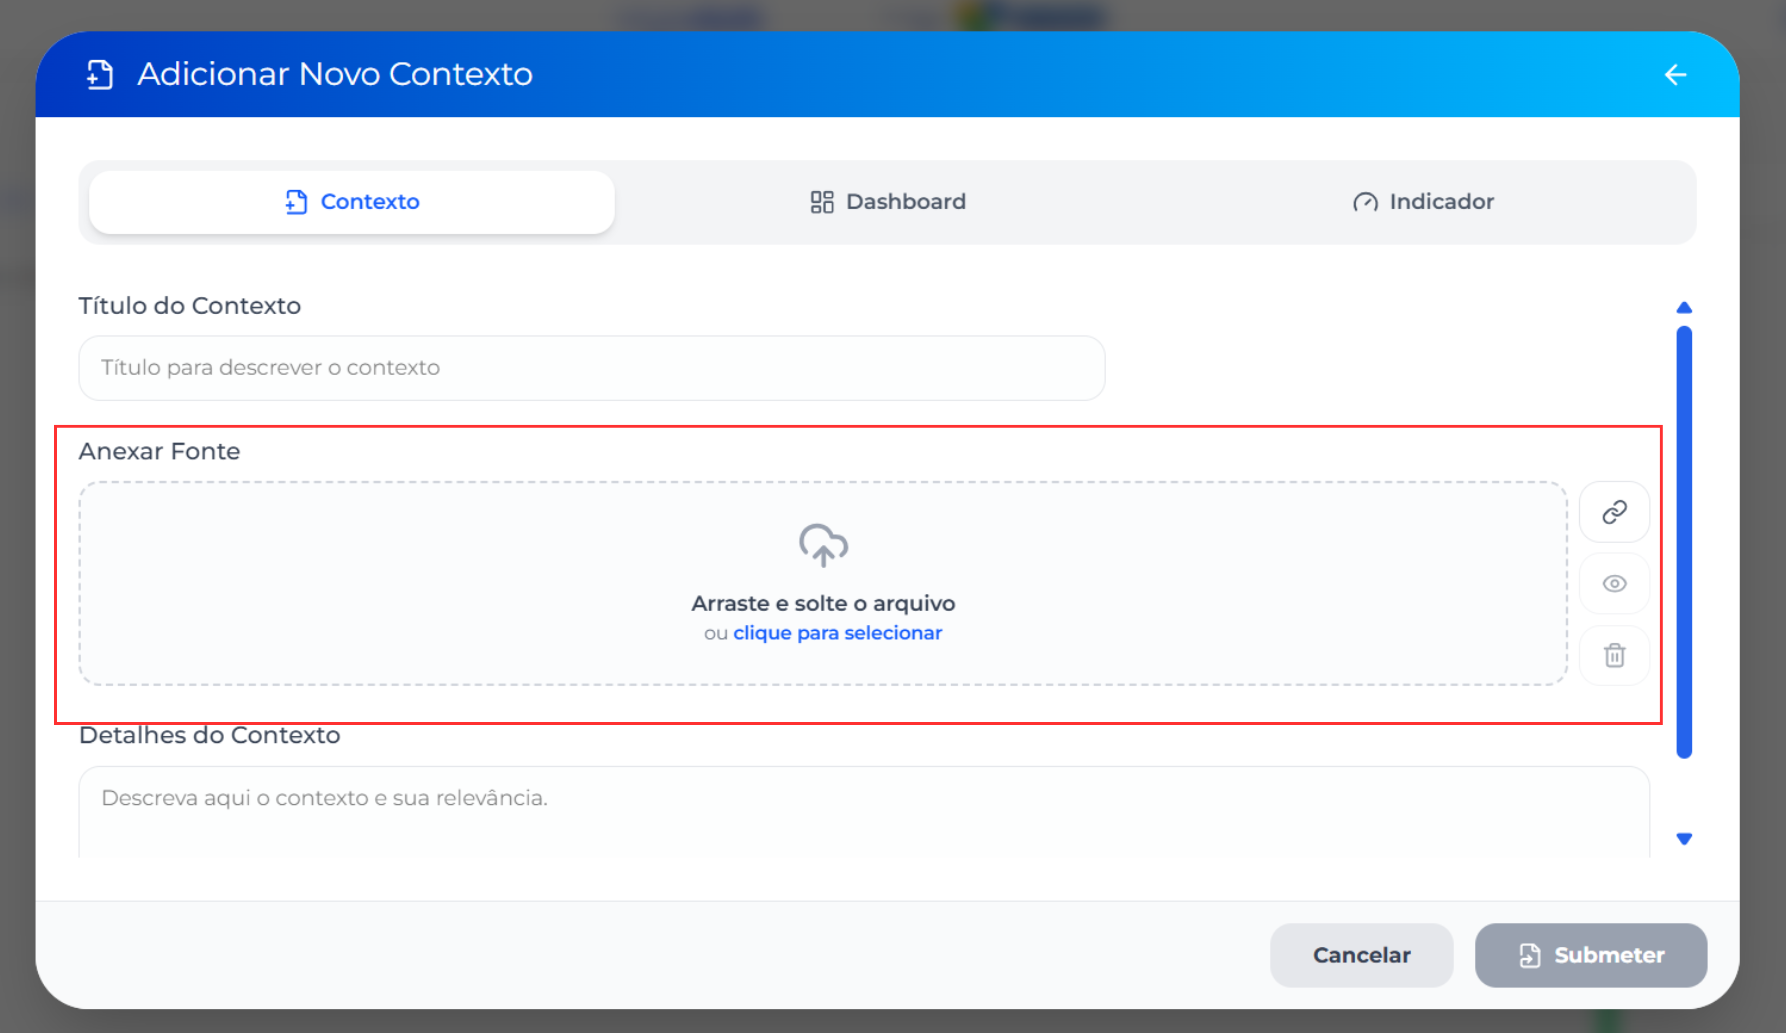 Adicionar Novo Contexto
Contexto
Dashboard
Indicador
Título do Contexto
Título para descrever o contexto
Anexar Fonte
Arraste e solte o arquivo
ou clique para selecionar
Detalhes do Contexto
Descreva aqui o contexto e sua relevância.
Cancelar
Submeter